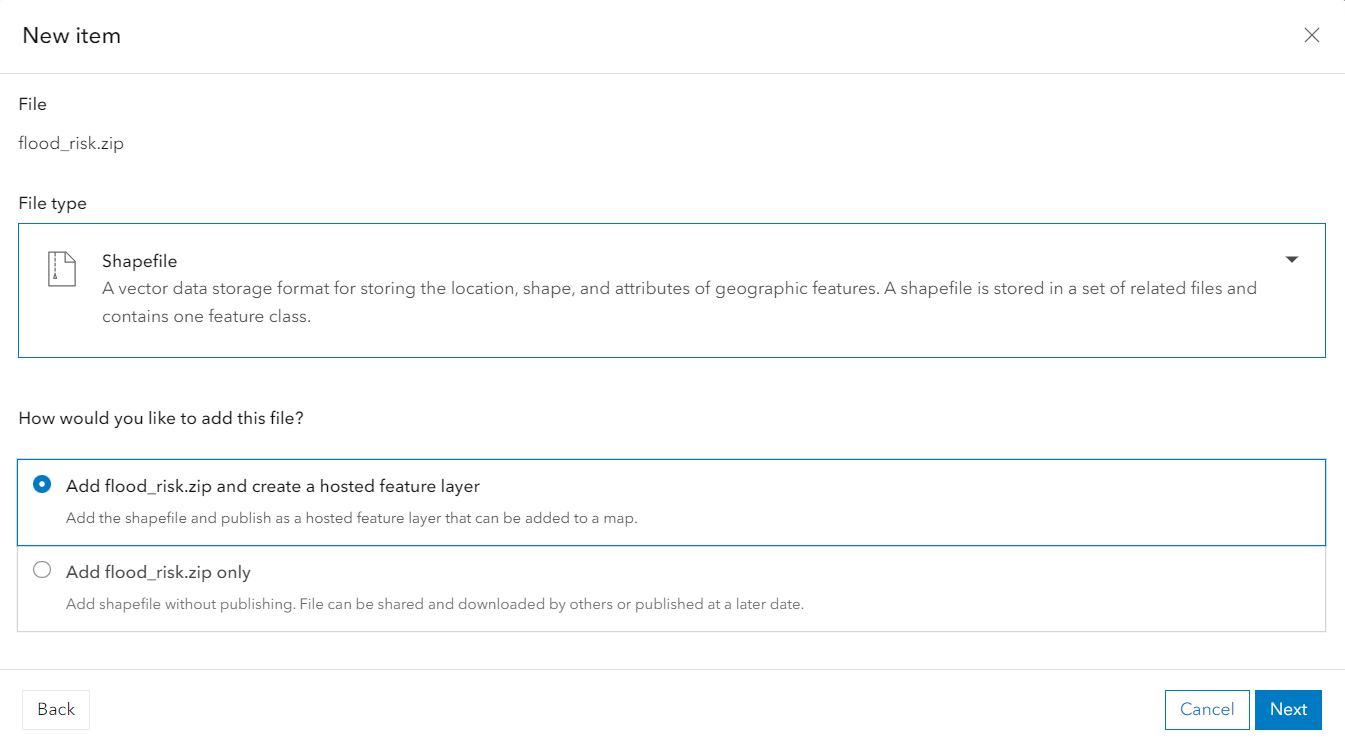 New item
File
flood_risk.zip
File type
Shapefile
A vector data storage format for storing the location, shape, and attributes of geographic features. A shapefile is stored in a set of related files and
contains one feature class.
How would you like to add this file?
Add flood_risk.zip and create a hosted feature layer
Add the shapefile and publish as a hosted feature layer that can be added to a map.
Add flood_risk.zip only
Add shapefile without publishing. File can be shared and downloaded by others or published at a later date.
Back
Cancel
Next